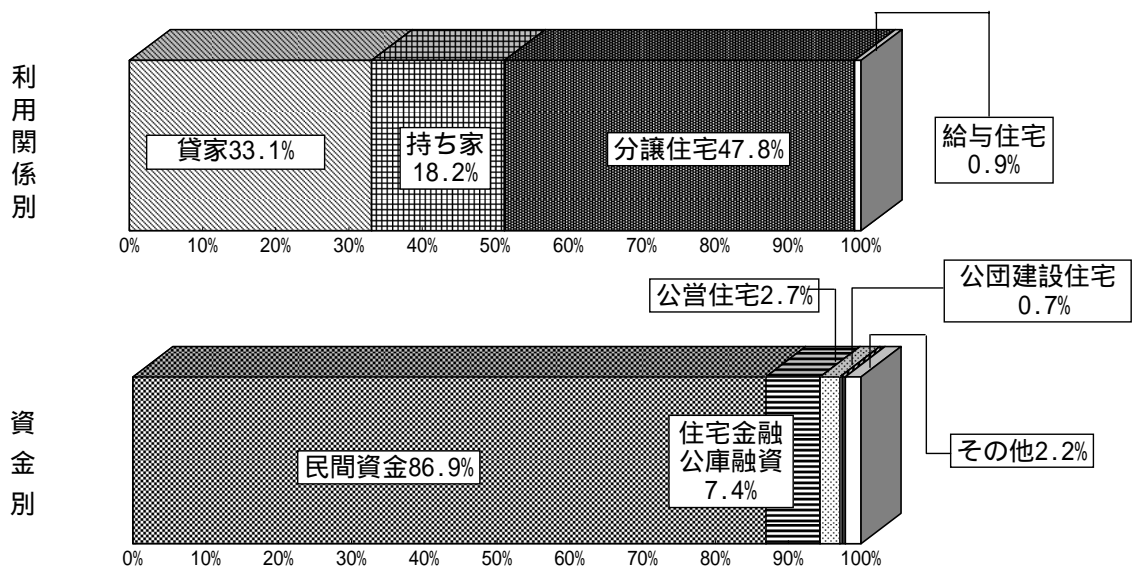 利用関係別
貸家33.1%
持ち家
18.2%
分譲住宅47.8%
給与住宅
0.9%
0% 10% 20% 30% 40% 50% 60% 70% 80% 90% 100%
資金別
公営住宅2.7%
公団建設住宅
0.7%
民間資金86.9%
住宅金融
公庫融資
7.4%
その他2.2%
0% 10% 20% 30% 40% 50% 60% 70% 80% 90% 100%